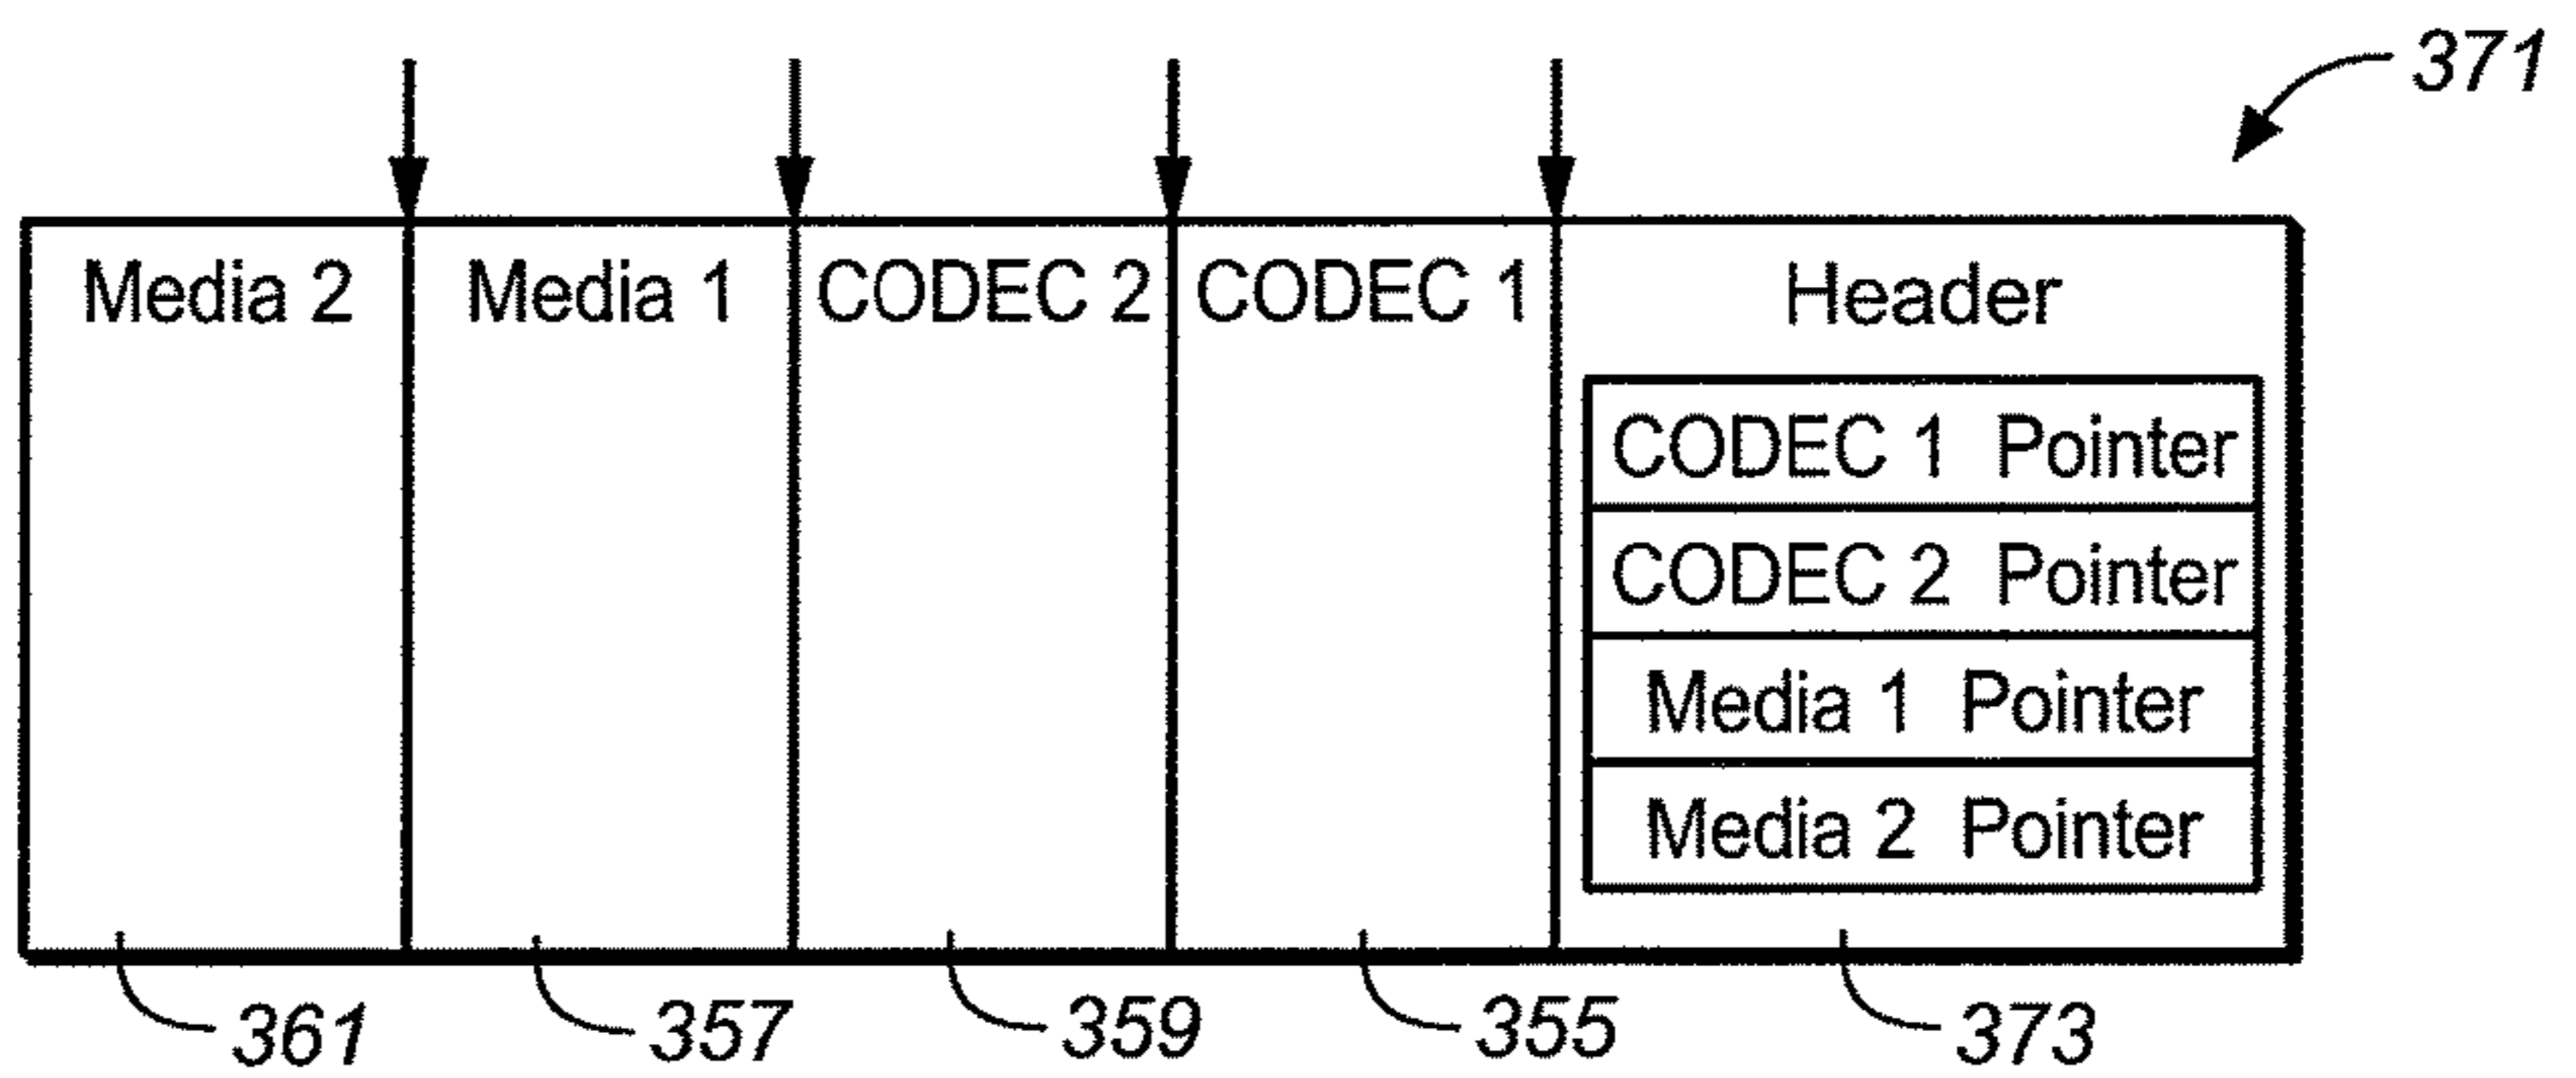 371
Media 2
Media 1
CODEC 2
CODEC 1
Header
CODEC 1 Pointer
CODEC 2 Pointer
Media 1 Pointer
Media 2 Pointer
361
357
359
355
373